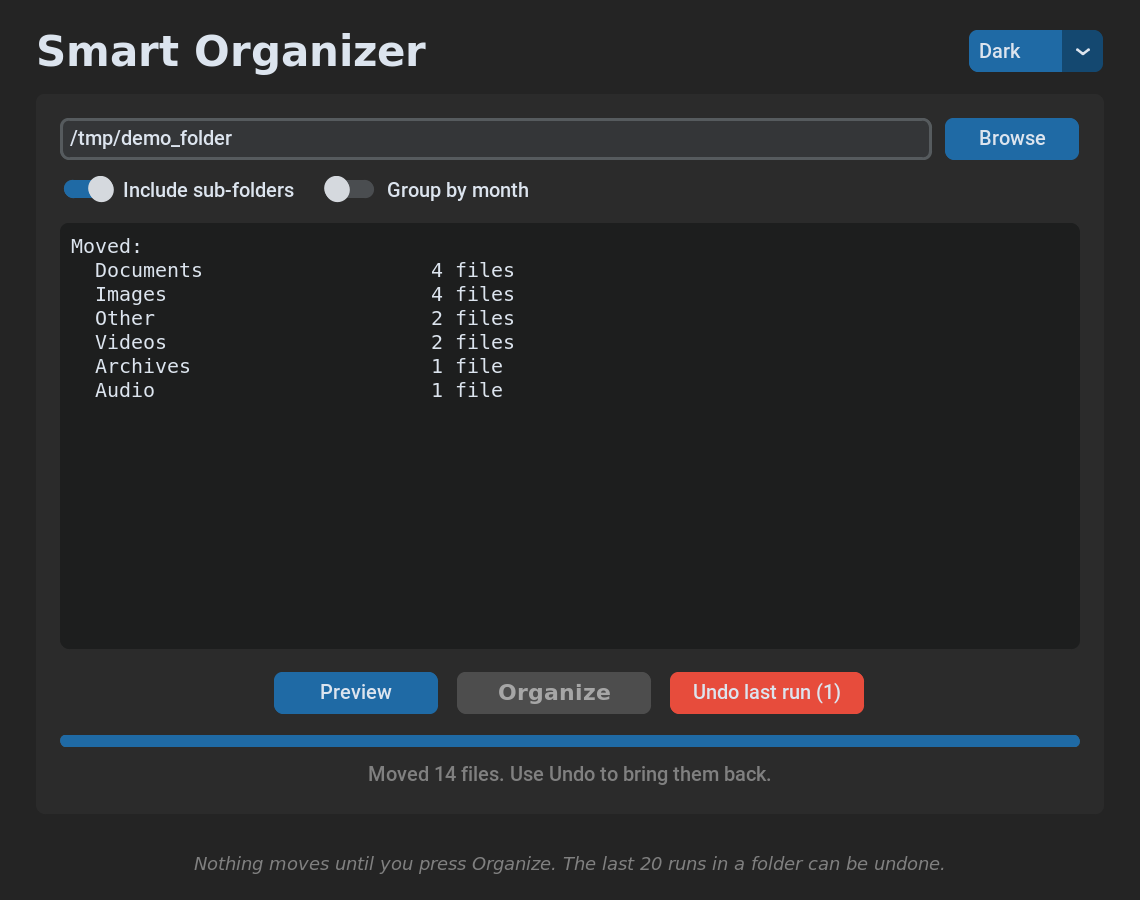 Smart Organizer
Dark
/tmp/demo_folder
Browse
Include sub-folders
Group by month
Moved:
Documents 4 files
Images 4 files
Other 2 files
Videos 2 files
Archives 1 file
Audio 1 file
Preview
Organize
Undo last run (1)
Moved 14 files. Use Undo to bring them back.
Nothing moves until you press Organize. The last 20 runs in a folder can be undone.